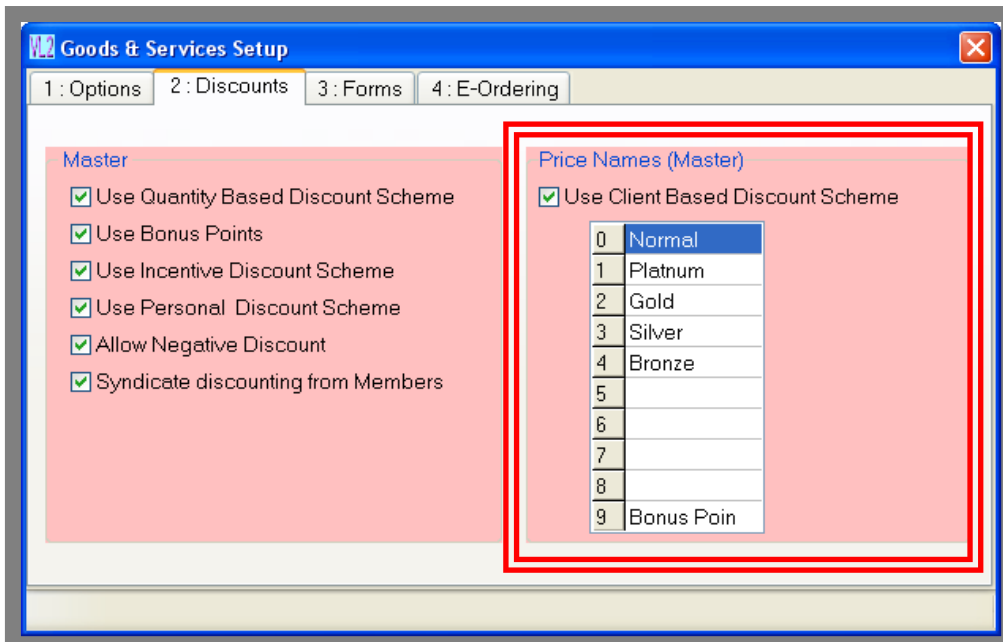 VL2 Goods & Services Setup
1 : Options 2 : Discounts 3 : Forms 4 : E-Ordering
Master
Use Quantity Based Discount Scheme
Use Bonus Points
Use Incentive Discount Scheme
Use Personal Discount Scheme
Allow Negative Discount
Syndicate discounting from Members
Price Names (Master)
Use Client Based Discount Scheme
0 Normal
1 Platnum
2 Gold
3 Silver
4 Bronze
5
6
7
8
9 Bonus Poin